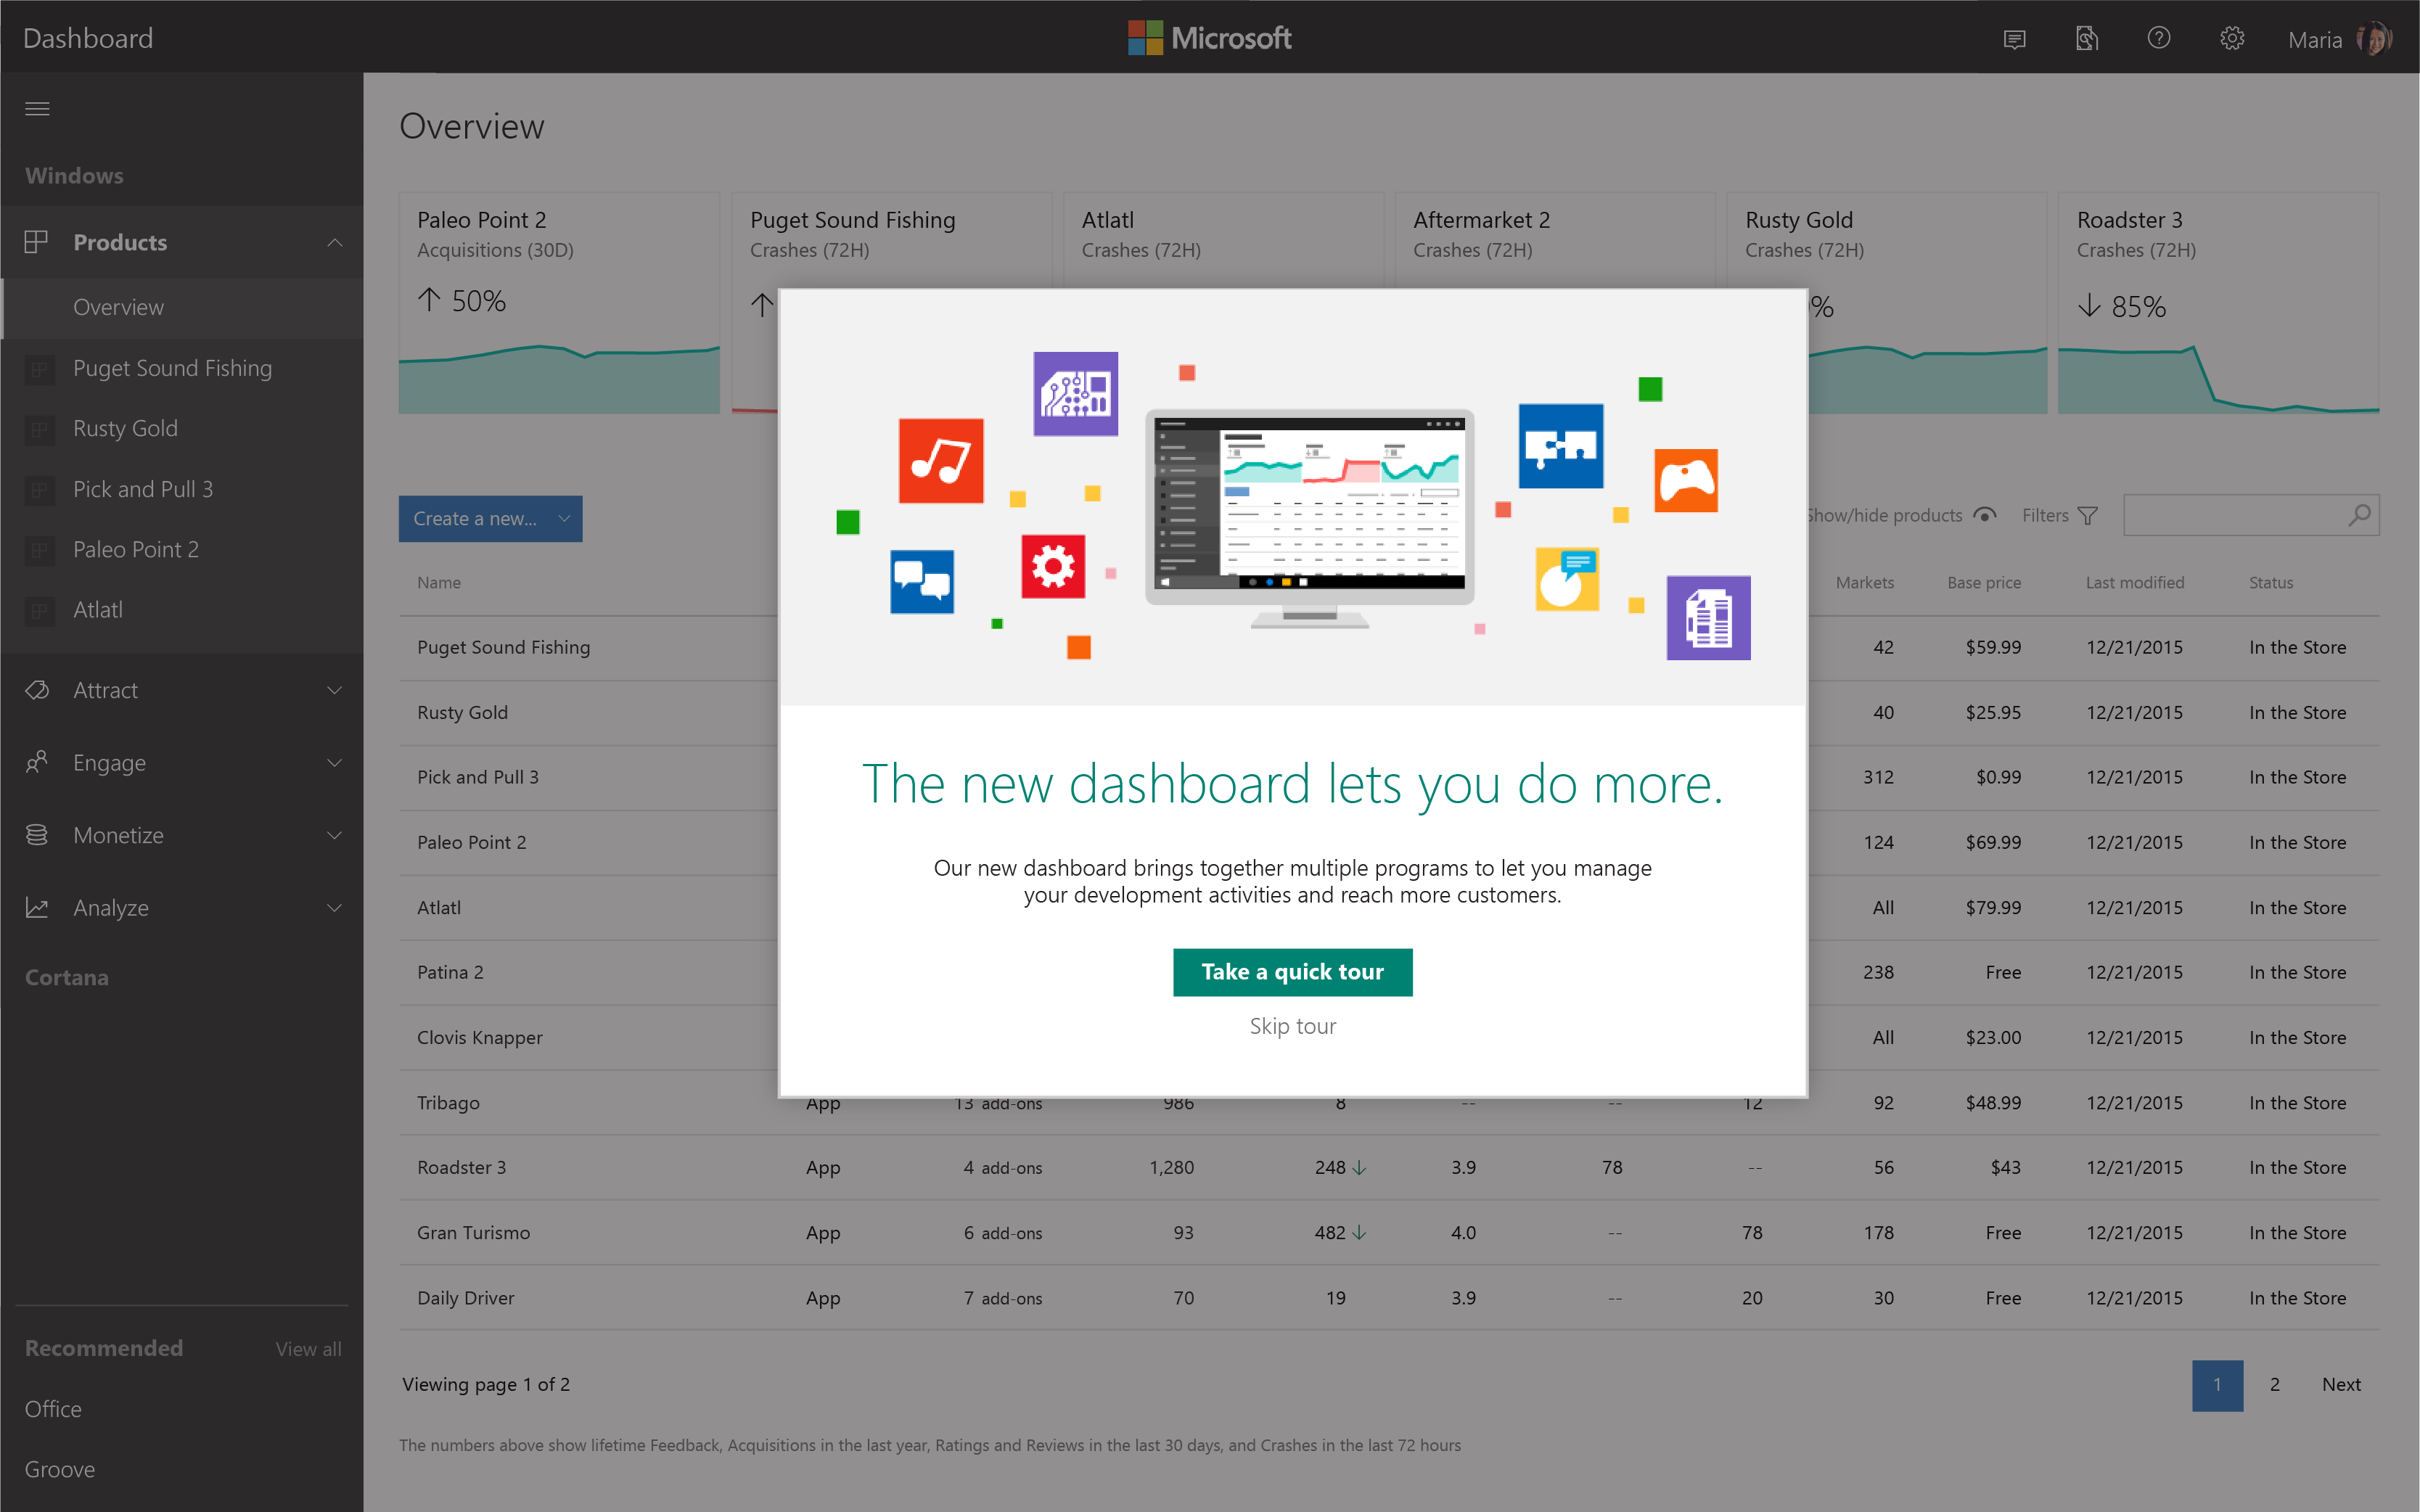 Dashboard
Microsoft
Maria
Windows
Products
Overview
Puget Sound Fishing
Rusty Gold
Pick and Pull 3
Paleo Point 2
Atlatl
Attract
Engage
Monetize
Analyze
Cortana
Recommended View all
Office
Groove
Overview
Paleo Point 2
Acquisitions (30D)
50%
Puget Sound Fishing
Crashes (72H)
Atlatl
Crashes (72H)
Aftermarket 2
Crashes (72H)
Rusty Gold
Crashes (72H)
%
Roadster 3
Crashes (72H)
85%
Create a new...
Show/hide products Filters
Name Markets Base price Last modified Status
Puget Sound Fishing 42 $59.99 12/21/2015 In the Store
Rusty Gold 40 $25.95 12/21/2015 In the Store
Pick and Pull 3 312 $0.99 12/21/2015 In the Store
Paleo Point 2 124 $69.99 12/21/2015 In the Store
Atlatl All $79.99 12/21/2015 In the Store
Patina 2 238 Free 12/21/2015 In the Store
Clovis Knapper All $23.00 12/21/2015 In the Store
Tribago App 13 add-ons 986 8 -- -- 12 92 $48.99 12/21/2015 In the Store
Roadster 3 App 4 add-ons 1,280 248 3.9 78 -- 56 $43 12/21/2015 In the Store
Gran Turismo App 6 add-ons 93 482 4.0 -- 78 178 Free 12/21/2015 In the Store
Daily Driver App 7 add-ons 70 19 3.9 -- 20 30 Free 12/21/2015 In the Store
Viewing page 1 of 2
1 2 Next
The numbers above show lifetime Feedback, Acquisitions in the last year, Ratings and Reviews in the last 30 days, and Crashes in the last 72 hours
The new dashboard lets you do more.
Our new dashboard brings together multiple programs to let you manage
your development activities and reach more customers.
Take a quick tour
Skip tour